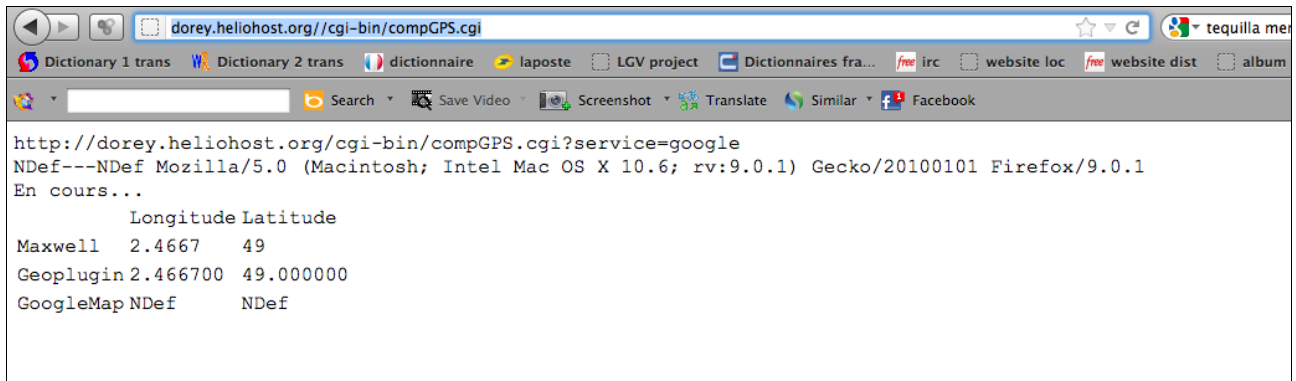 dorey.heliohost.org//cgi-bin/compGPS.cgi tequilla mer
Dictionary 1 trans Dictionary 2 trans dictionnaire laposte LGV project Dictionnaires fra... free irc website loc free website dist album
Search Save Video Screenshot Translate Similar 1 Facebook
http://dorey.heliohost.org/cgi-bin/compGPS.cgi?service=google
NDef---NDef Mozilla/5.0 (Macintosh; Intel Mac OS X 10.6; rv:9.0.1) Gecko/20100101 Firefox/9.0.1
En cours...
Longitude Latitude
Maxwell 2.4667 49
Geoplugin 2.466700 49.000000
GoogleMap NDef NDef